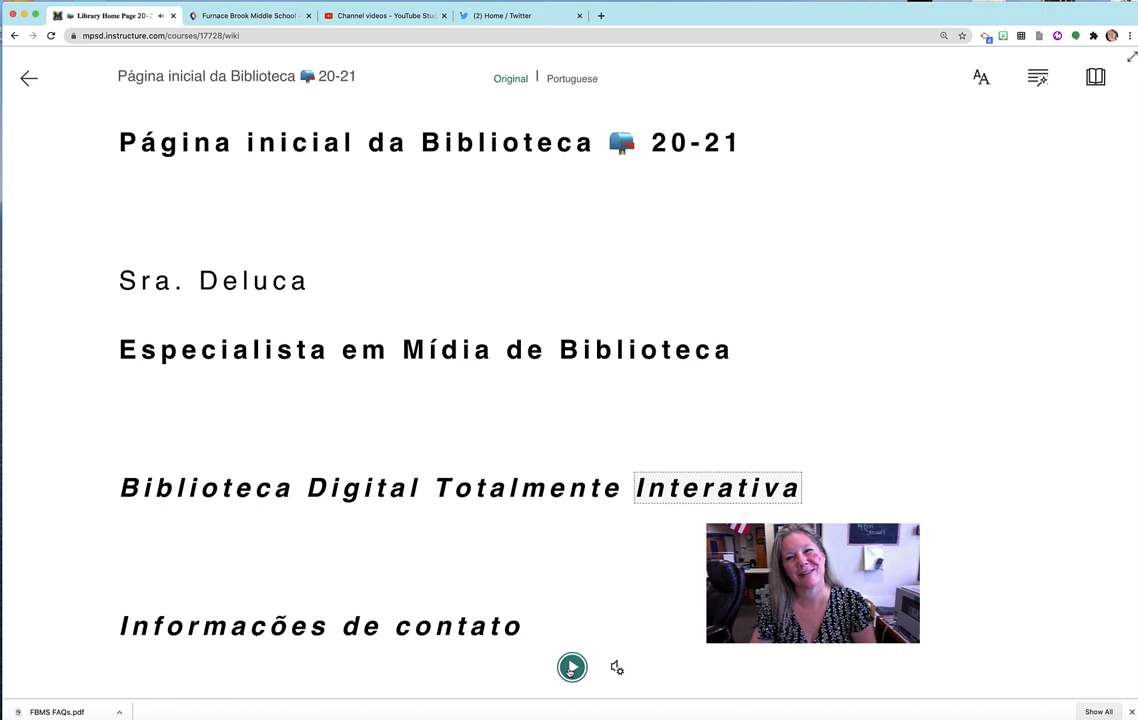 Library Home Page 20-2
Furnace Brook Middle School -
Channel videos - YouTube Stu
(2) Home / Twitter
mpsd.instructure.com/courses/17728/wiki
Página inicial da Biblioteca 📪 20-21
Original | Portuguese
Página inicial da Biblioteca 📪 20-21
Sra. Deluca
Especialista em Mídia de Biblioteca
Biblioteca Digital Totalmente Interativa
Informações de contato
FBMS FAQs.pdf
Show All